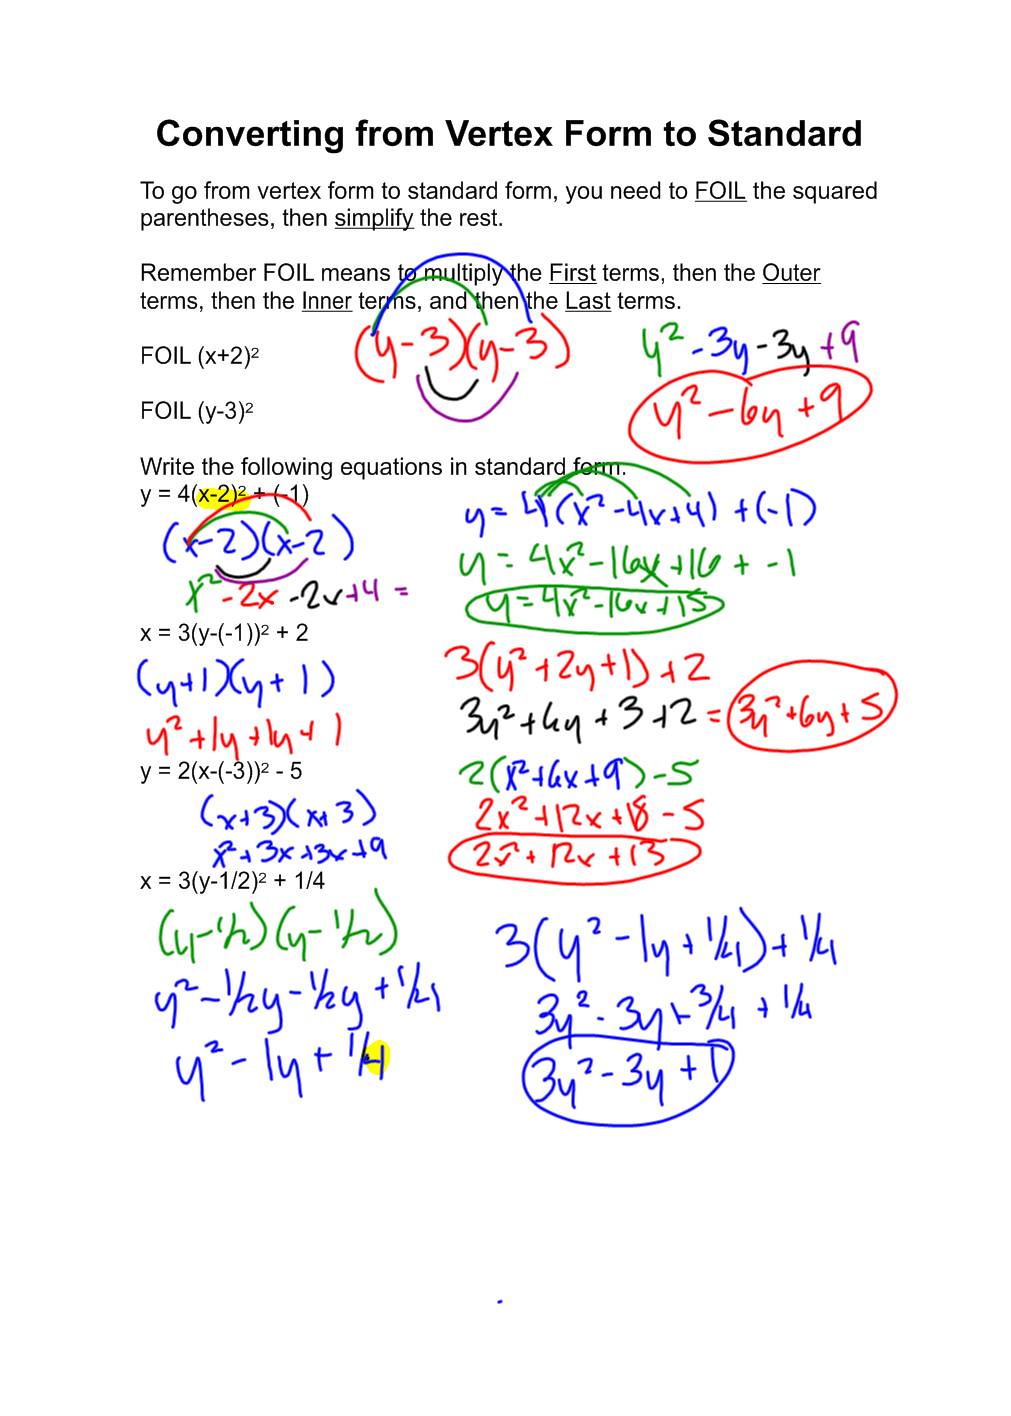 Converting from Vertex Form to Standard
To go from vertex form to standard form, you need to FOIL the squared
parentheses, then simplify the rest.
Remember FOIL means to multiply the First terms, then the Outer
terms, then the Inner terms, and then the Last terms.
(y-3)(y-3)
y² -3y -3y +9
FOIL (x+2)²
y² -6y +9
FOIL (y-3)²
Write the following equations in standard form.
y = 4(x-2)² + (-1)
y = 4(x² -4x+4) +(-1)
(x-2)(x-2)
y = 4x² -16x +16 + -1
x² -2x -2x +4 =
y = 4x² -16x +15
x = 3(y-(-1))² + 2
(y+1)(y+1)
3(y² +2y+1) +2
y² +1y +1y + 1
3y² +6y +3 +2 = 3y² +6y +5
y = 2(x-(-3))² - 5
2(x²+6x+9) -5
(x+3)(x+3)
2x² +12x +18 -5
x² +3x +3x +9
2x² + 12x +13
x = 3(y-1/2)² + 1/4
(y-1/2)(y-1/2)
3(y² -1y + 1/4) + 1/4
y² -1/2y -1/2y + 1/4
3y² -3y + 3/4 + 1/4
y² -1y + 1/4
3y² -3y +1